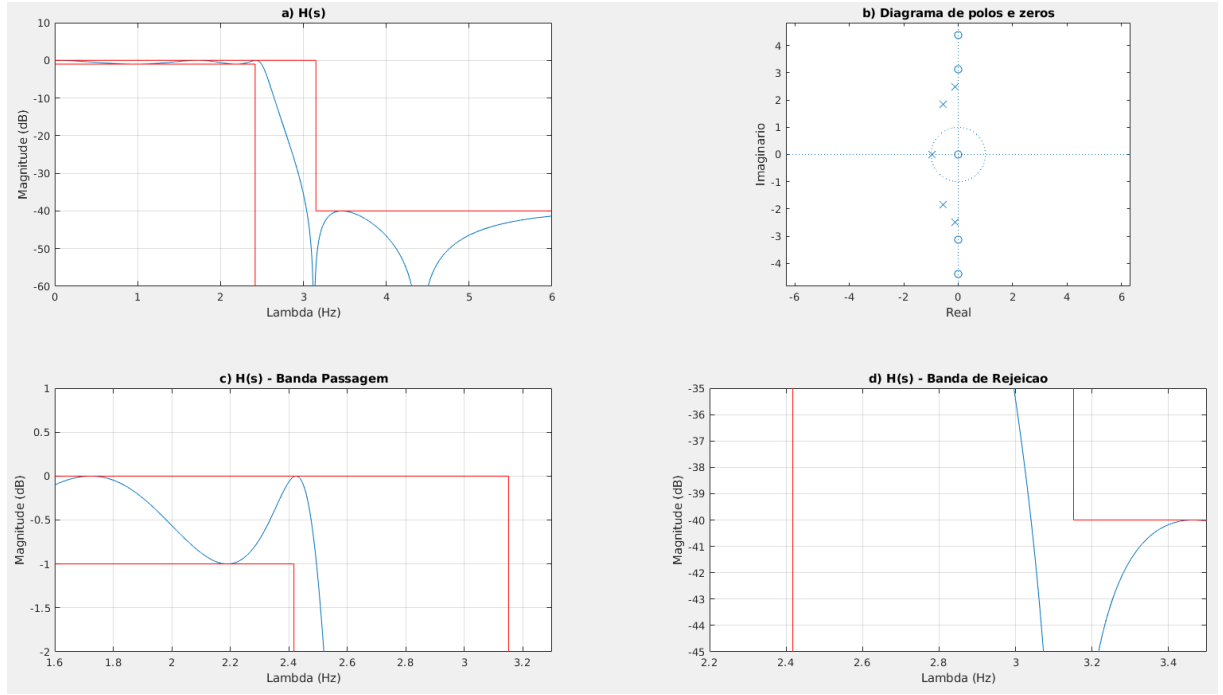 a) H(s)
10
0
-10
-20
-30
-40
-50
-60
Magnitude (dB)
0 1 2 3 4 5 6
Lambda (Hz)
b) Diagrama de polos e zeros
4
3
2
1
0
-1
-2
-3
-4
Imaginario
-6 -4 -2 0 2 4 6
Real
c) H(s) - Banda Passagem
1
0.5
0
-0.5
-1
-1.5
-2
Magnitude (dB)
1.6 1.8 2 2.2 2.4 2.6 2.8 3 3.2
Lambda (Hz)
d) H(s) - Banda de Rejeicao
-35
-36
-37
-38
-39
-40
-41
-42
-43
-44
-45
Magnitude (dB)
2.2 2.4 2.6 2.8 3 3.2 3.4
Lambda (Hz)